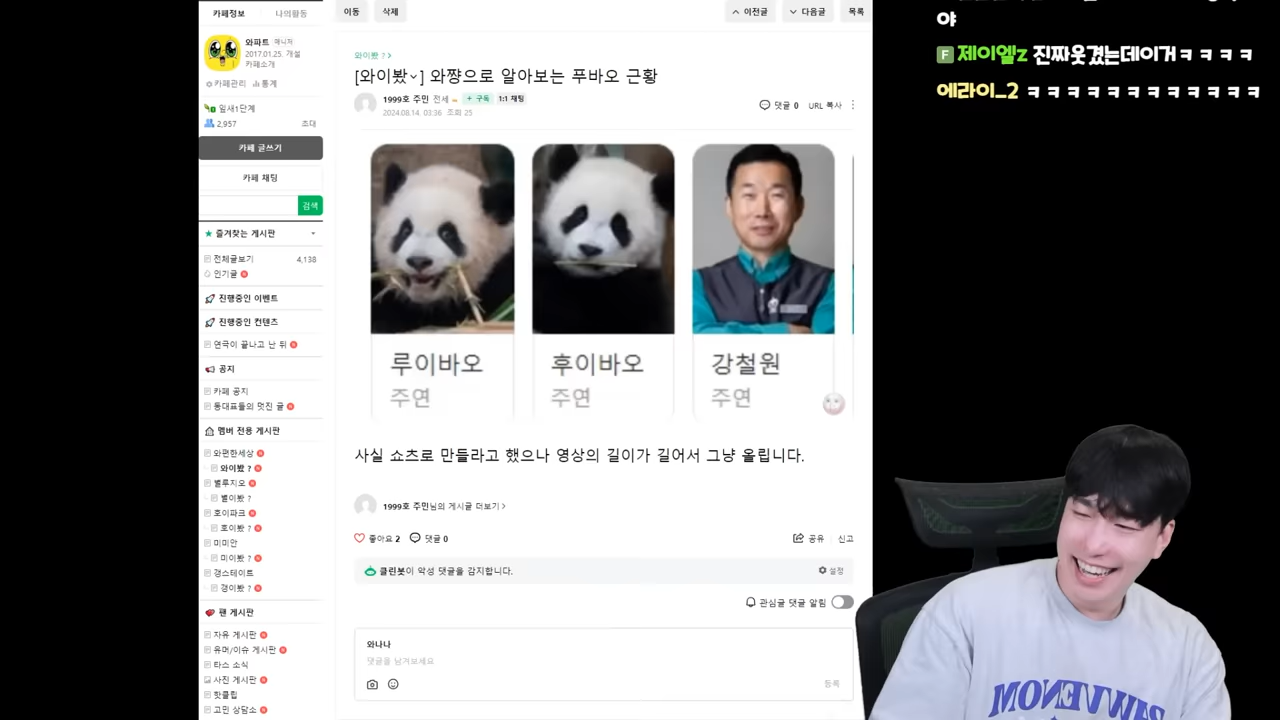 카페정보
나의활동
와파트 매니저
2017.01.25. 개설
카페소개
카페관리 통계
잎새1단계
2,957
초대
카페 글쓰기
카페 채팅
검색
즐겨찾는 게시판
전체글보기 4,138
인기글
진행중인 이벤트
진행중인 컨텐츠
연극이 끝나고 난 뒤
공지
카페 공지
동대표들의 멋진 글
멤버 전용 게시판
와편한세상
와이봤 ?
별루지오
별이봤 ?
호이파크
호이봤 ?
미미안
미이봤 ?
갱스테이트
갱이봤 ?
팬 게시판
자유 게시판
유머/이슈 게시판
타스 소식
사진 게시판
핫클립
고민 상담소
이동
삭제
이전글
다음글
목록
와이봤 ? >
[와이봤~] 와쨩으로 알아보는 푸바오 근황
1999호 주민 전세 + 구독 1:1 채팅
2024.08.14. 03:36 조회 25
댓글 0 URL 복사
루이바오
주연
후이바오
주연
강철원
주연
사실 쇼츠로 만들라고 했으나 영상의 길이가 길어서 그냥 올립니다.
1999호 주민님의 게시글 더보기 >
좋아요 2 댓글 0
공유 신고
클린봇이 악성 댓글을 감지합니다.
설정
관심글 댓글 알림
와나나
댓글을 남겨보세요
등록
야
F 제이엘z 진짜웃겼는데이거ㅋㅋㅋㅋ
에라이_2 ㅋㅋㅋㅋㅋㅋㅋㅋㅋㅋㅋㅋ
PAWVENOM